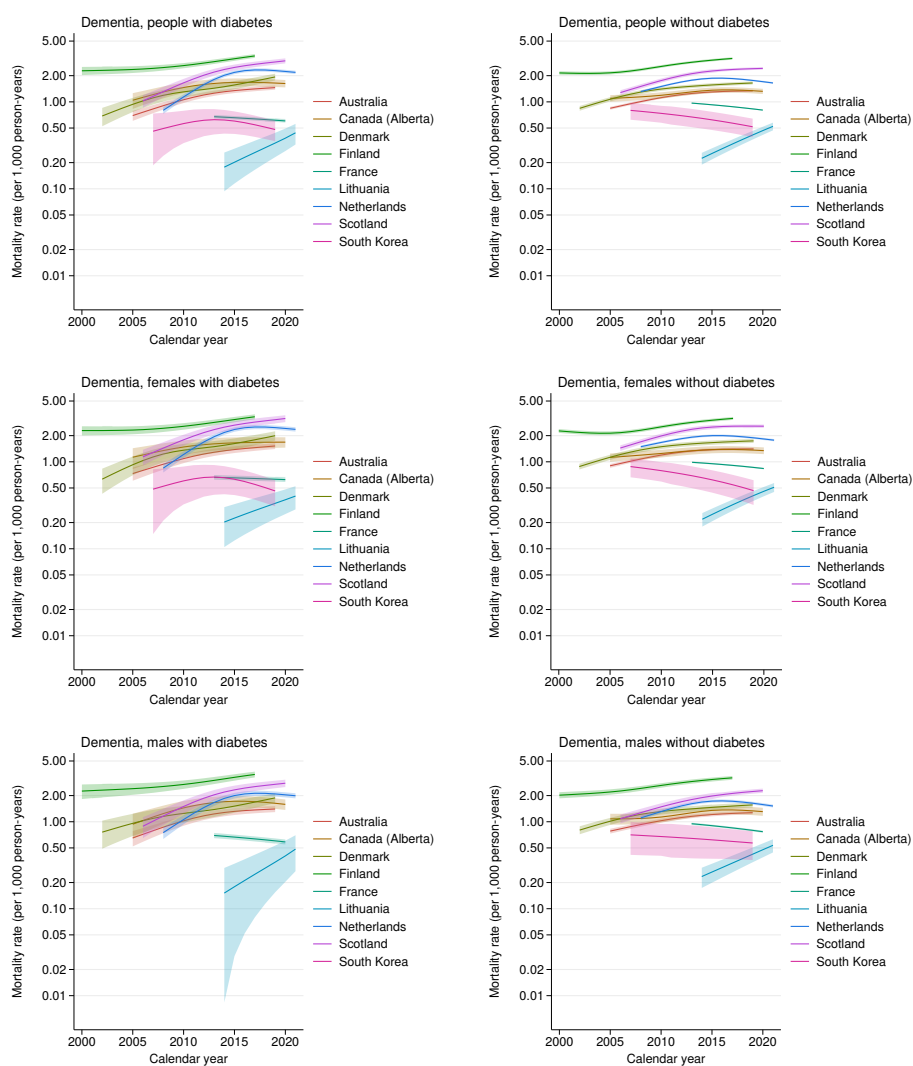 Dementia, people with diabetes
Mortality rate (per 1,000 person-years)
5.00
2.00
1.00
0.50
0.20
0.10
0.05
0.02
0.01
2000 2005 2010 2015 2020
Calendar year
Australia
Canada (Alberta)
Denmark
Finland
France
Lithuania
Netherlands
Scotland
South Korea
Dementia, people without diabetes
Mortality rate (per 1,000 person-years)
5.00
2.00
1.00
0.50
0.20
0.10
0.05
0.02
0.01
2000 2005 2010 2015 2020
Calendar year
Australia
Canada (Alberta)
Denmark
Finland
France
Lithuania
Netherlands
Scotland
South Korea
Dementia, females with diabetes
Mortality rate (per 1,000 person-years)
5.00
2.00
1.00
0.50
0.20
0.10
0.05
0.02
0.01
2000 2005 2010 2015 2020
Calendar year
Australia
Canada (Alberta)
Denmark
Finland
France
Lithuania
Netherlands
Scotland
South Korea
Dementia, females without diabetes
Mortality rate (per 1,000 person-years)
5.00
2.00
1.00
0.50
0.20
0.10
0.05
0.02
0.01
2000 2005 2010 2015 2020
Calendar year
Australia
Canada (Alberta)
Denmark
Finland
France
Lithuania
Netherlands
Scotland
South Korea
Dementia, males with diabetes
Mortality rate (per 1,000 person-years)
5.00
2.00
1.00
0.50
0.20
0.10
0.05
0.02
0.01
2000 2005 2010 2015 2020
Calendar year
Australia
Canada (Alberta)
Denmark
Finland
France
Lithuania
Netherlands
Scotland
South Korea
Dementia, males without diabetes
Mortality rate (per 1,000 person-years)
5.00
2.00
1.00
0.50
0.20
0.10
0.05
0.02
0.01
2000 2005 2010 2015 2020
Calendar year
Australia
Canada (Alberta)
Denmark
Finland
France
Lithuania
Netherlands
Scotland
South Korea